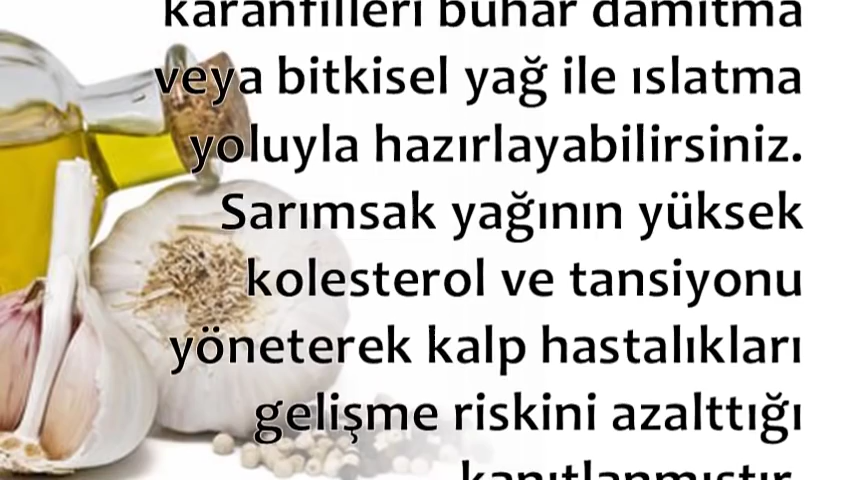 karanfilleri buhar damıtma
veya bitkisel yağ ile ıslatma
yoluyla hazırlayabilirsiniz.
Sarımsak yağının yüksek
kolesterol ve tansiyonu
yöneterek kalp hastalıkları
gelişme riskini azalttığı
kanıtlanmıştır.